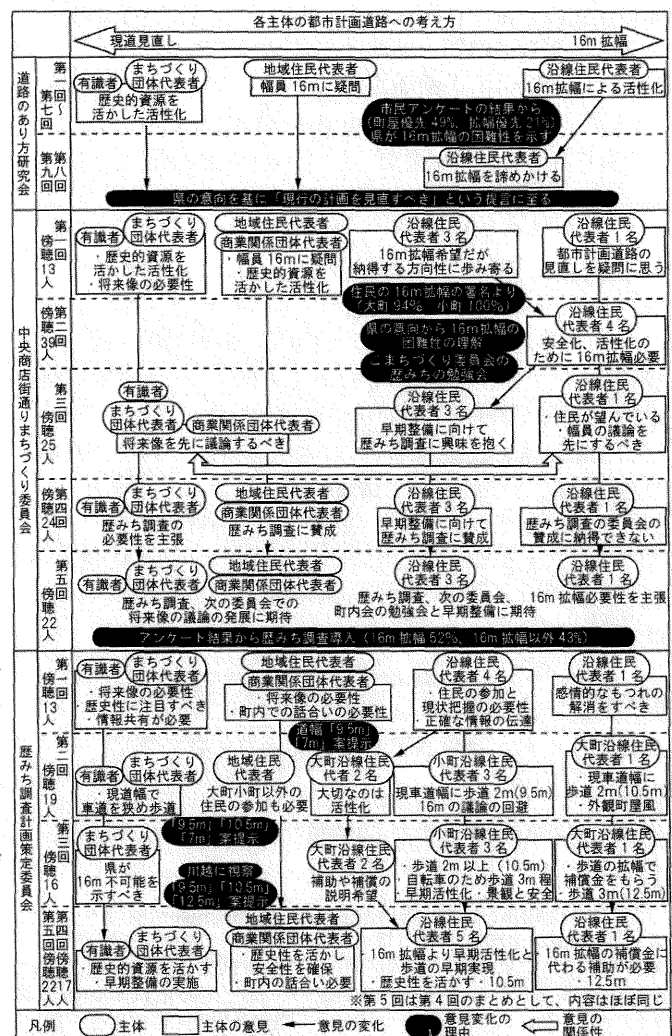 各主体の都市計画道路への考え方
現道見直し
16m拡幅
道路のあり方研究会
第一回～第七回
有識者
まちづくり団体代表者
歴史的資源を
活かした活性化
地域住民代表者
幅員16mに疑問
沿線住民代表者
16m拡幅による活性化
市民アンケートの結果から
(町屋優先49%、拡幅優先21%)
県が16m拡幅の困難性を示す
第八回
第九回
沿線住民代表者
16m拡幅を諦めかける
県の意向を基に「現行の計画を見直すべき」という提言に至る
中央商店街通りまちづくり委員会
第一回
傍聴13人
有識者
まちづくり団体代表者
・歴史的資源を
活かした活性化
・将来像の必要性
地域住民代表者
商業関係団体代表者
・幅員16mに疑問
・歴史的資源を
活かした活性化
沿線住民
代表者3名
16m拡幅希望だが
納得する方向性に歩み寄る
沿線住民
代表者1名
都市計画道路の
見直しを疑問に思う
住民の16m拡幅の署名より
(大町94%、小町100%)
第二回
傍聴39人
県の意向から16m拡幅の
困難性の理解
こまちづくり委員会の
歴みちの勉強会
沿線住民
代表者4名
安全化、活性化の
ために16m拡幅必要
第三回
傍聴25人
有識者
まちづくり
団体代表者
商業関係団体代表者
将来像を先に議論するべき
沿線住民
代表者3名
早期整備に向けて
歴みち調査に興味を抱く
沿線住民
代表者1名
・住民が望んでいる
・幅員の議論を
先にするべき
第四回
傍聴24人
有識者
まちづくり
団体代表者
歴みち調査の
必要性を主張
地域住民代表者
商業関係団体代表者
歴みち調査に賛成
沿線住民
代表者3名
早期整備に向けて
歴みち調査に賛成
沿線住民
代表者1名
歴みち調査の委員会の
賛成に納得できない
第五回
傍聴22人
有識者
まちづくり
団体代表者
歴みち調査、次の委員会での
将来像の議論の発展に期待
地域住民代表者
商業関係団体代表者
沿線住民
代表者3名
歴みち調査、次の委員会、
町内会の勉強会と早期整備に期待
沿線住民
代表者1名
16m拡幅必要性を主張
アンケート結果から歴みち調査導入(16m拡幅52%、16m拡幅以外43%)
歴みち調査計画策定委員会
第一回
傍聴13人
有識者
まちづくり
団体代表者
・将来像の必要性
・歴史性に注目すべき
・情報共有が必要
地域住民代表者
商業関係団体代表者
・将来像の必要性
・町内での話合いの必要性
沿線住民
代表者4名
・住民の参加と
現状把握の必要性
・正確な情報の伝達
沿線住民
代表者1名
感情的なもつれの
解消をすべき
道幅「9.5m」
「7m」案提示
第二回
傍聴19人
有識者
まちづくり
団体代表者
・現道幅で
車道を狭め歩道
地域住民
代表者
大町小町以外の
住民の参加も必要
大町沿線住民
代表者2名
大切なのは
活性化
小町沿線住民
代表者3名
現車道幅に歩道2m(9.5m)
16mの議論の回避
大町沿線住民
代表者1名
・現車道幅に
歩道2m(10.5m)
・外観町屋風
「9.5m」「10.5m」
「7m」案提示
第三回
傍聴16人
まちづくり
団体代表者
県が
16m不可能を
示すべき
川越に視察
「9.5m」「10.5m」
「12.5m」案提示
大町沿線住民
代表者2名
補助や補償の
説明希望
小町沿線住民
代表者3名
・歩道2m以上(10.5m)
・自転車のため歩道3m程
・早期活性化・景観と安全
大町沿線住民
代表者1名
・歩道の拡幅で
補償金をもらう
・歩道3m(12.5m)
第四回
傍聴17人
第五回
傍聴22人
有識者
まちづくり
団体代表者
・歴史的資源を活かす
・早期整備の実施
地域住民代表者
商業関係団体代表者
・歴史性を活かし
安全性を確保
・町内の話合い必要
沿線住民
代表者5名
・16m拡幅より早期活性化と
歩道の早期実現
・歴史性を活かす・10.5m
沿線住民
代表者1名
・16m拡幅の補償金に
代わる補助が必要
・12.5m
※第5回は第4回のまとめとして、内容はほぼ同じ
凡例
主体
主体の意見
意見の変化
意見変化の
理由
意見の
関係性